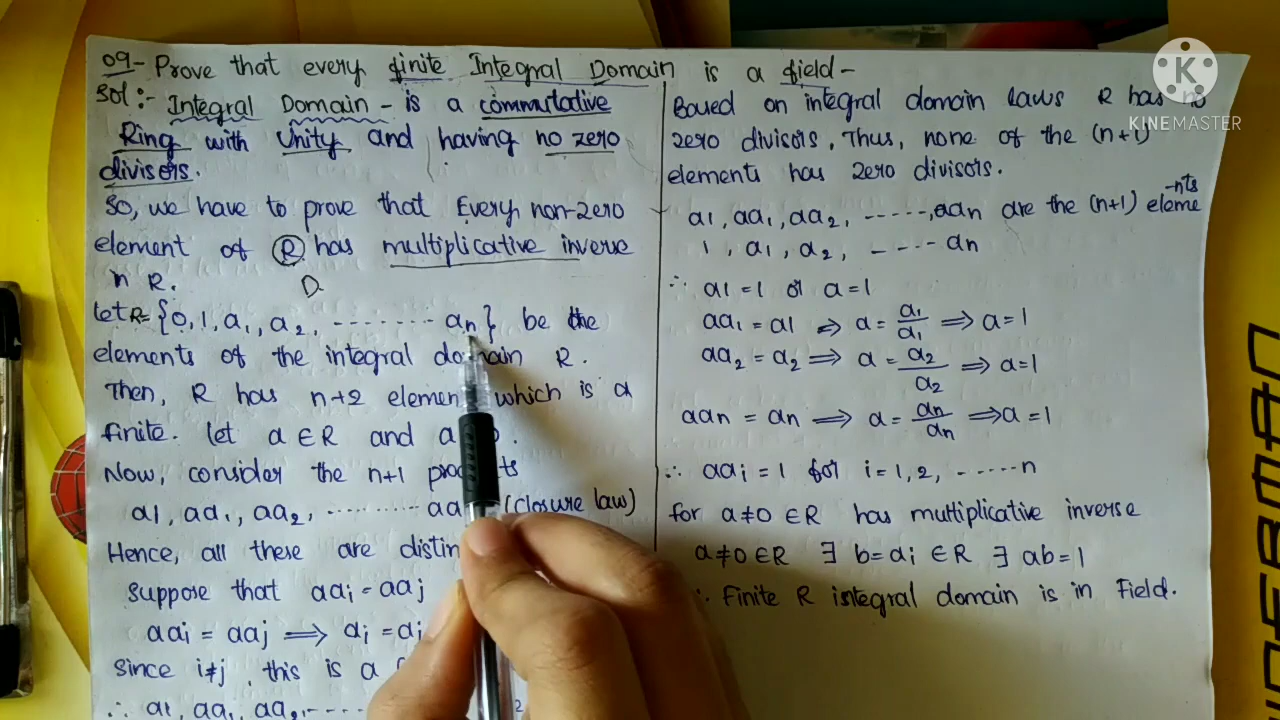 09- Prove that every finite Integral Domain is a field-
Sol:- Integral Domain - is a commutative
Ring with Unity and having no zero
divisors.
So, we have to prove that Every non-zero
element of R has multiplicative inverse
n R.
D
let R= {0, 1, a1, a2, -------- an} be the
elements of the integral domain R.
Then, R has n+2 elemen which is a
finite. let a ∈ R and a
Now, consider the n+1 pro ts
a1, aa1, aa2, --------- aa (closure law)
Hence, all these are distin
Suppose that aai = aaj
aai = aaj ⟹ ai = aj
Since i≠j, this is a
∴ a1, aa1, aa2, ----
Based on integral domain laws R has no
zero divisors. Thus, none of the (n+1)
elements has zero divisors.
a1, aa1, aa2, ------, aan are the (n+1) eleme
-nts
1, a1, a2, ---- an
∴ a1 = 1 or a = 1
aa1 = a1 ⟹ a = a1/a1 ⟹ a = 1
aa2 = a2 ⟹ a = a2/a2 ⟹ a = 1
aan = an ⟹ a = an/an ⟹ a = 1
∴ aai = 1 for i = 1, 2, ------ n
for a≠0 ∈ R has multiplicative inverse
a≠0 ∈ R ∃ b = ai ∈ R ∃ ab = 1
∴ Finite R integral domain is in Field.
K
KINEMASTER